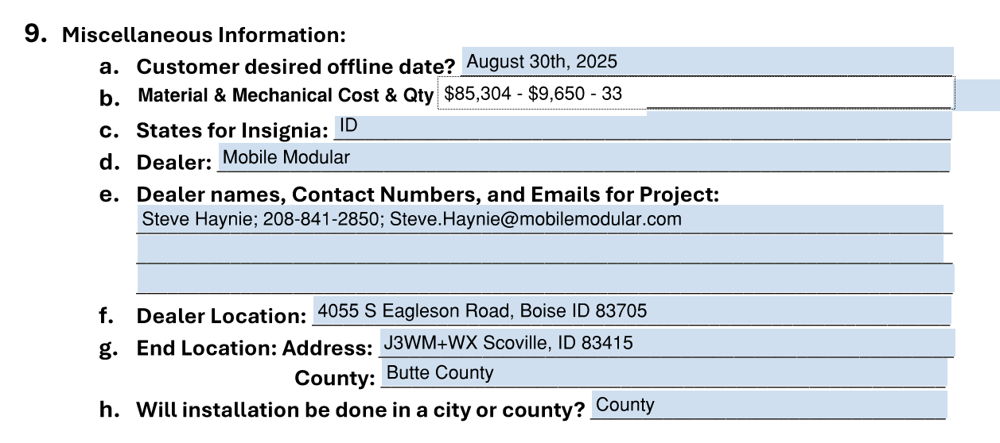 9. Miscellaneous Information:
a. Customer desired offline date? August 30th, 2025
b. Material & Mechanical Cost & Qty $85,304 - $9,650 - 33
c. States for Insignia: ID
d. Dealer: Mobile Modular
e. Dealer names, Contact Numbers, and Emails for Project:
Steve Haynie; 208-841-2850; Steve.Haynie@mobilemodular.com
f. Dealer Location: 4055 S Eagleson Road, Boise ID 83705
g. End Location: Address: J3WM+WX Scoville, ID 83415
County: Butte County
h. Will installation be done in a city or county? County